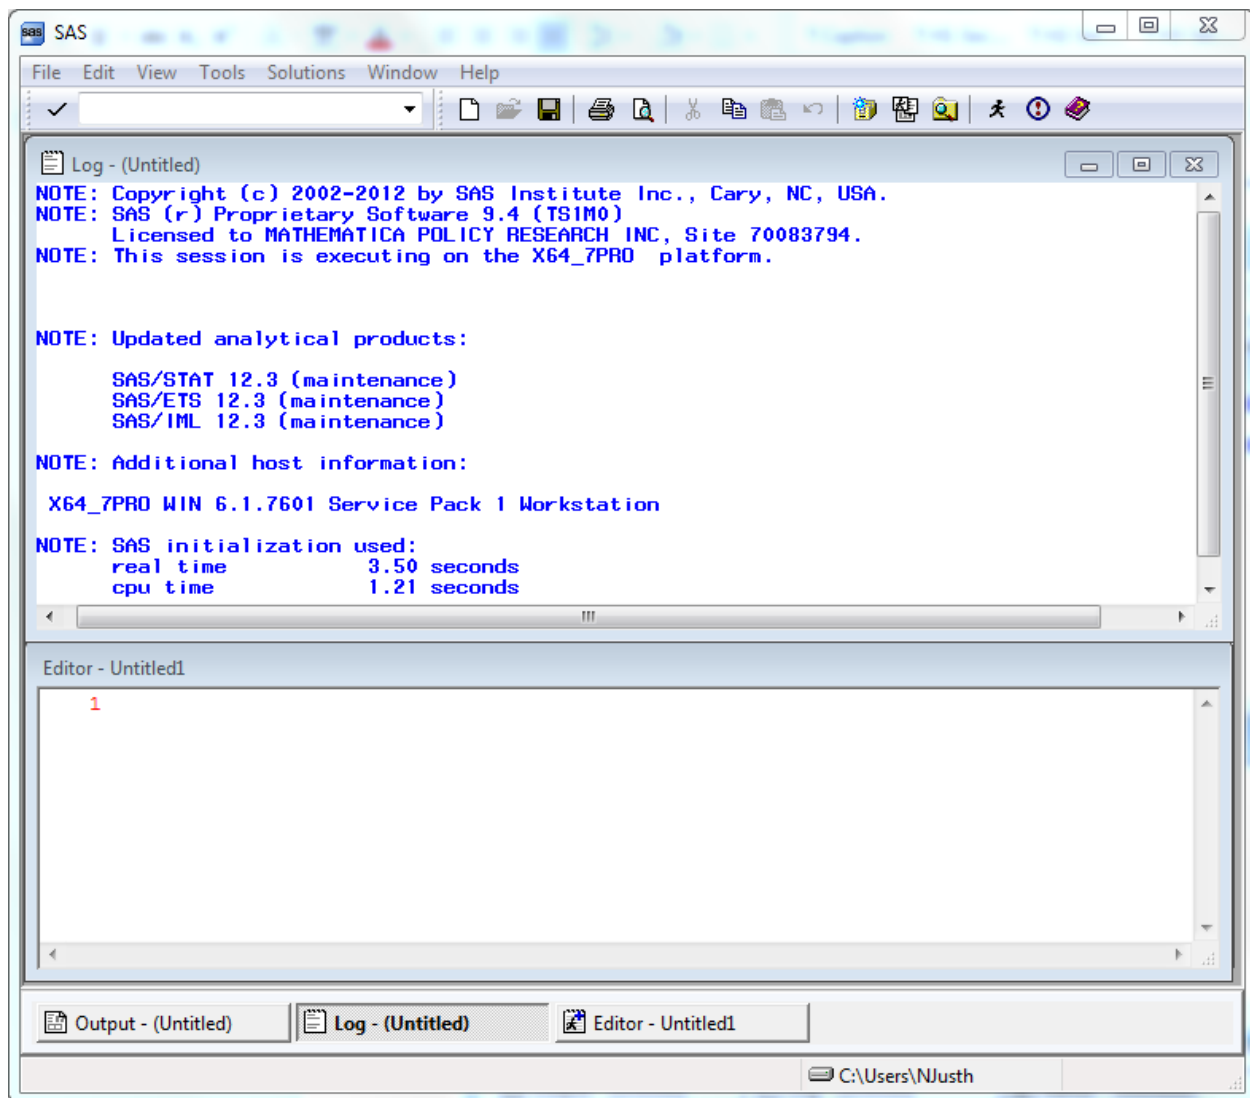 sas SAS
File Edit View Tools Solutions Window Help
Log - (Untitled)
NOTE: Copyright (c) 2002-2012 by SAS Institute Inc., Cary, NC, USA.
NOTE: SAS (r) Proprietary Software 9.4 (TS1M0)
      Licensed to MATHEMATICA POLICY RESEARCH INC, Site 70083794.
NOTE: This session is executing on the X64_7PRO  platform.
NOTE: Updated analytical products:
      SAS/STAT 12.3 (maintenance)
      SAS/ETS 12.3 (maintenance)
      SAS/IML 12.3 (maintenance)
NOTE: Additional host information:
 X64_7PRO WIN 6.1.7601 Service Pack 1 Workstation
NOTE: SAS initialization used:
      real time           3.50 seconds
      cpu time            1.21 seconds
Editor - Untitled1
1
Output - (Untitled) Log - (Untitled) Editor - Untitled1
C:\Users\NJusth